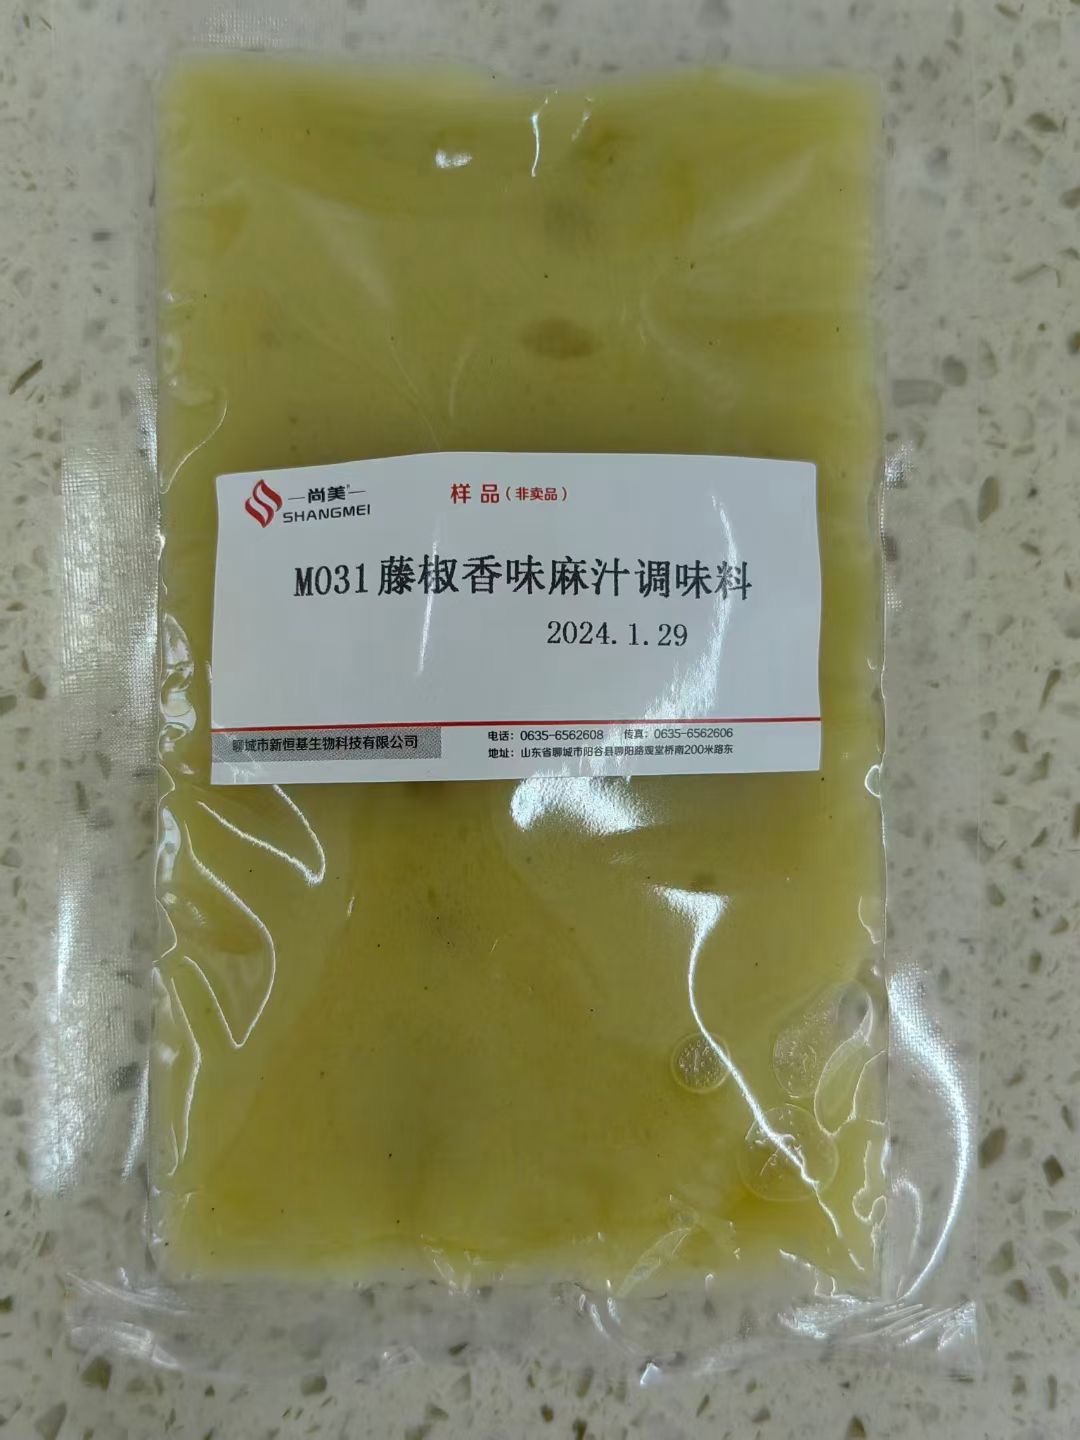 尚美®
SHANGMEI
样品（非卖品）
M031藤椒香味麻汁调味料
2024.1.29
聊城市新恒基生物科技有限公司
电话：0635-6562608 传真：0635-6562606
地址：山东省聊城市阳谷县聊阳路观堂桥南200米路东